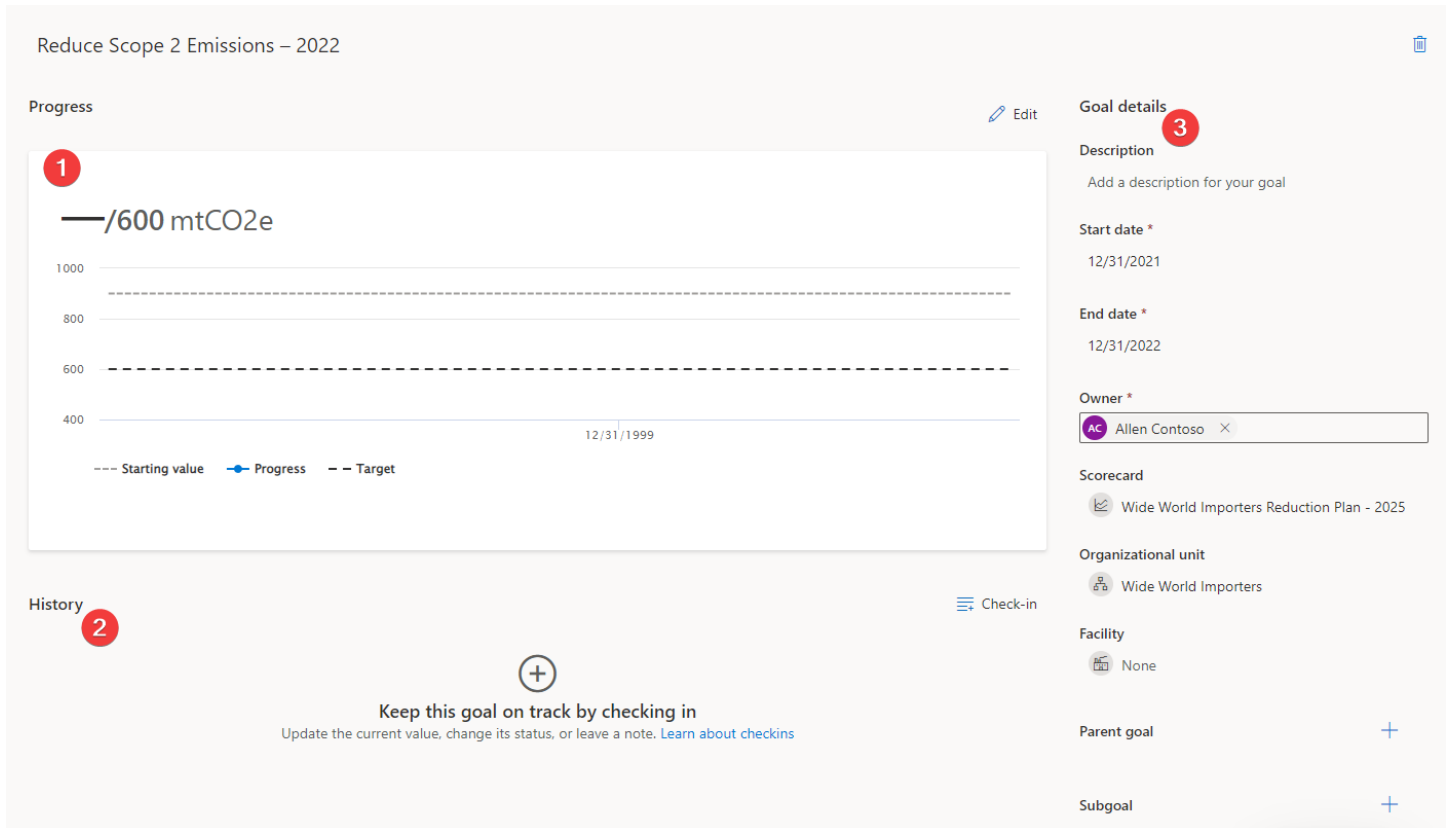 Reduce Scope 2 Emissions – 2022
Progress
Edit
1
—/600 mtCO2e
1000
800
600
400
12/31/1999
Starting value
Progress
Target
History
2
Check-in
Keep this goal on track by checking in
Update the current value, change its status, or leave a note. Learn about checkins
Goal details
3
Description
Add a description for your goal
Start date *
12/31/2021
End date *
12/31/2022
Owner *
AC Allen Contoso
Scorecard
Wide World Importers Reduction Plan - 2025
Organizational unit
Wide World Importers
Facility
None
Parent goal
Subgoal